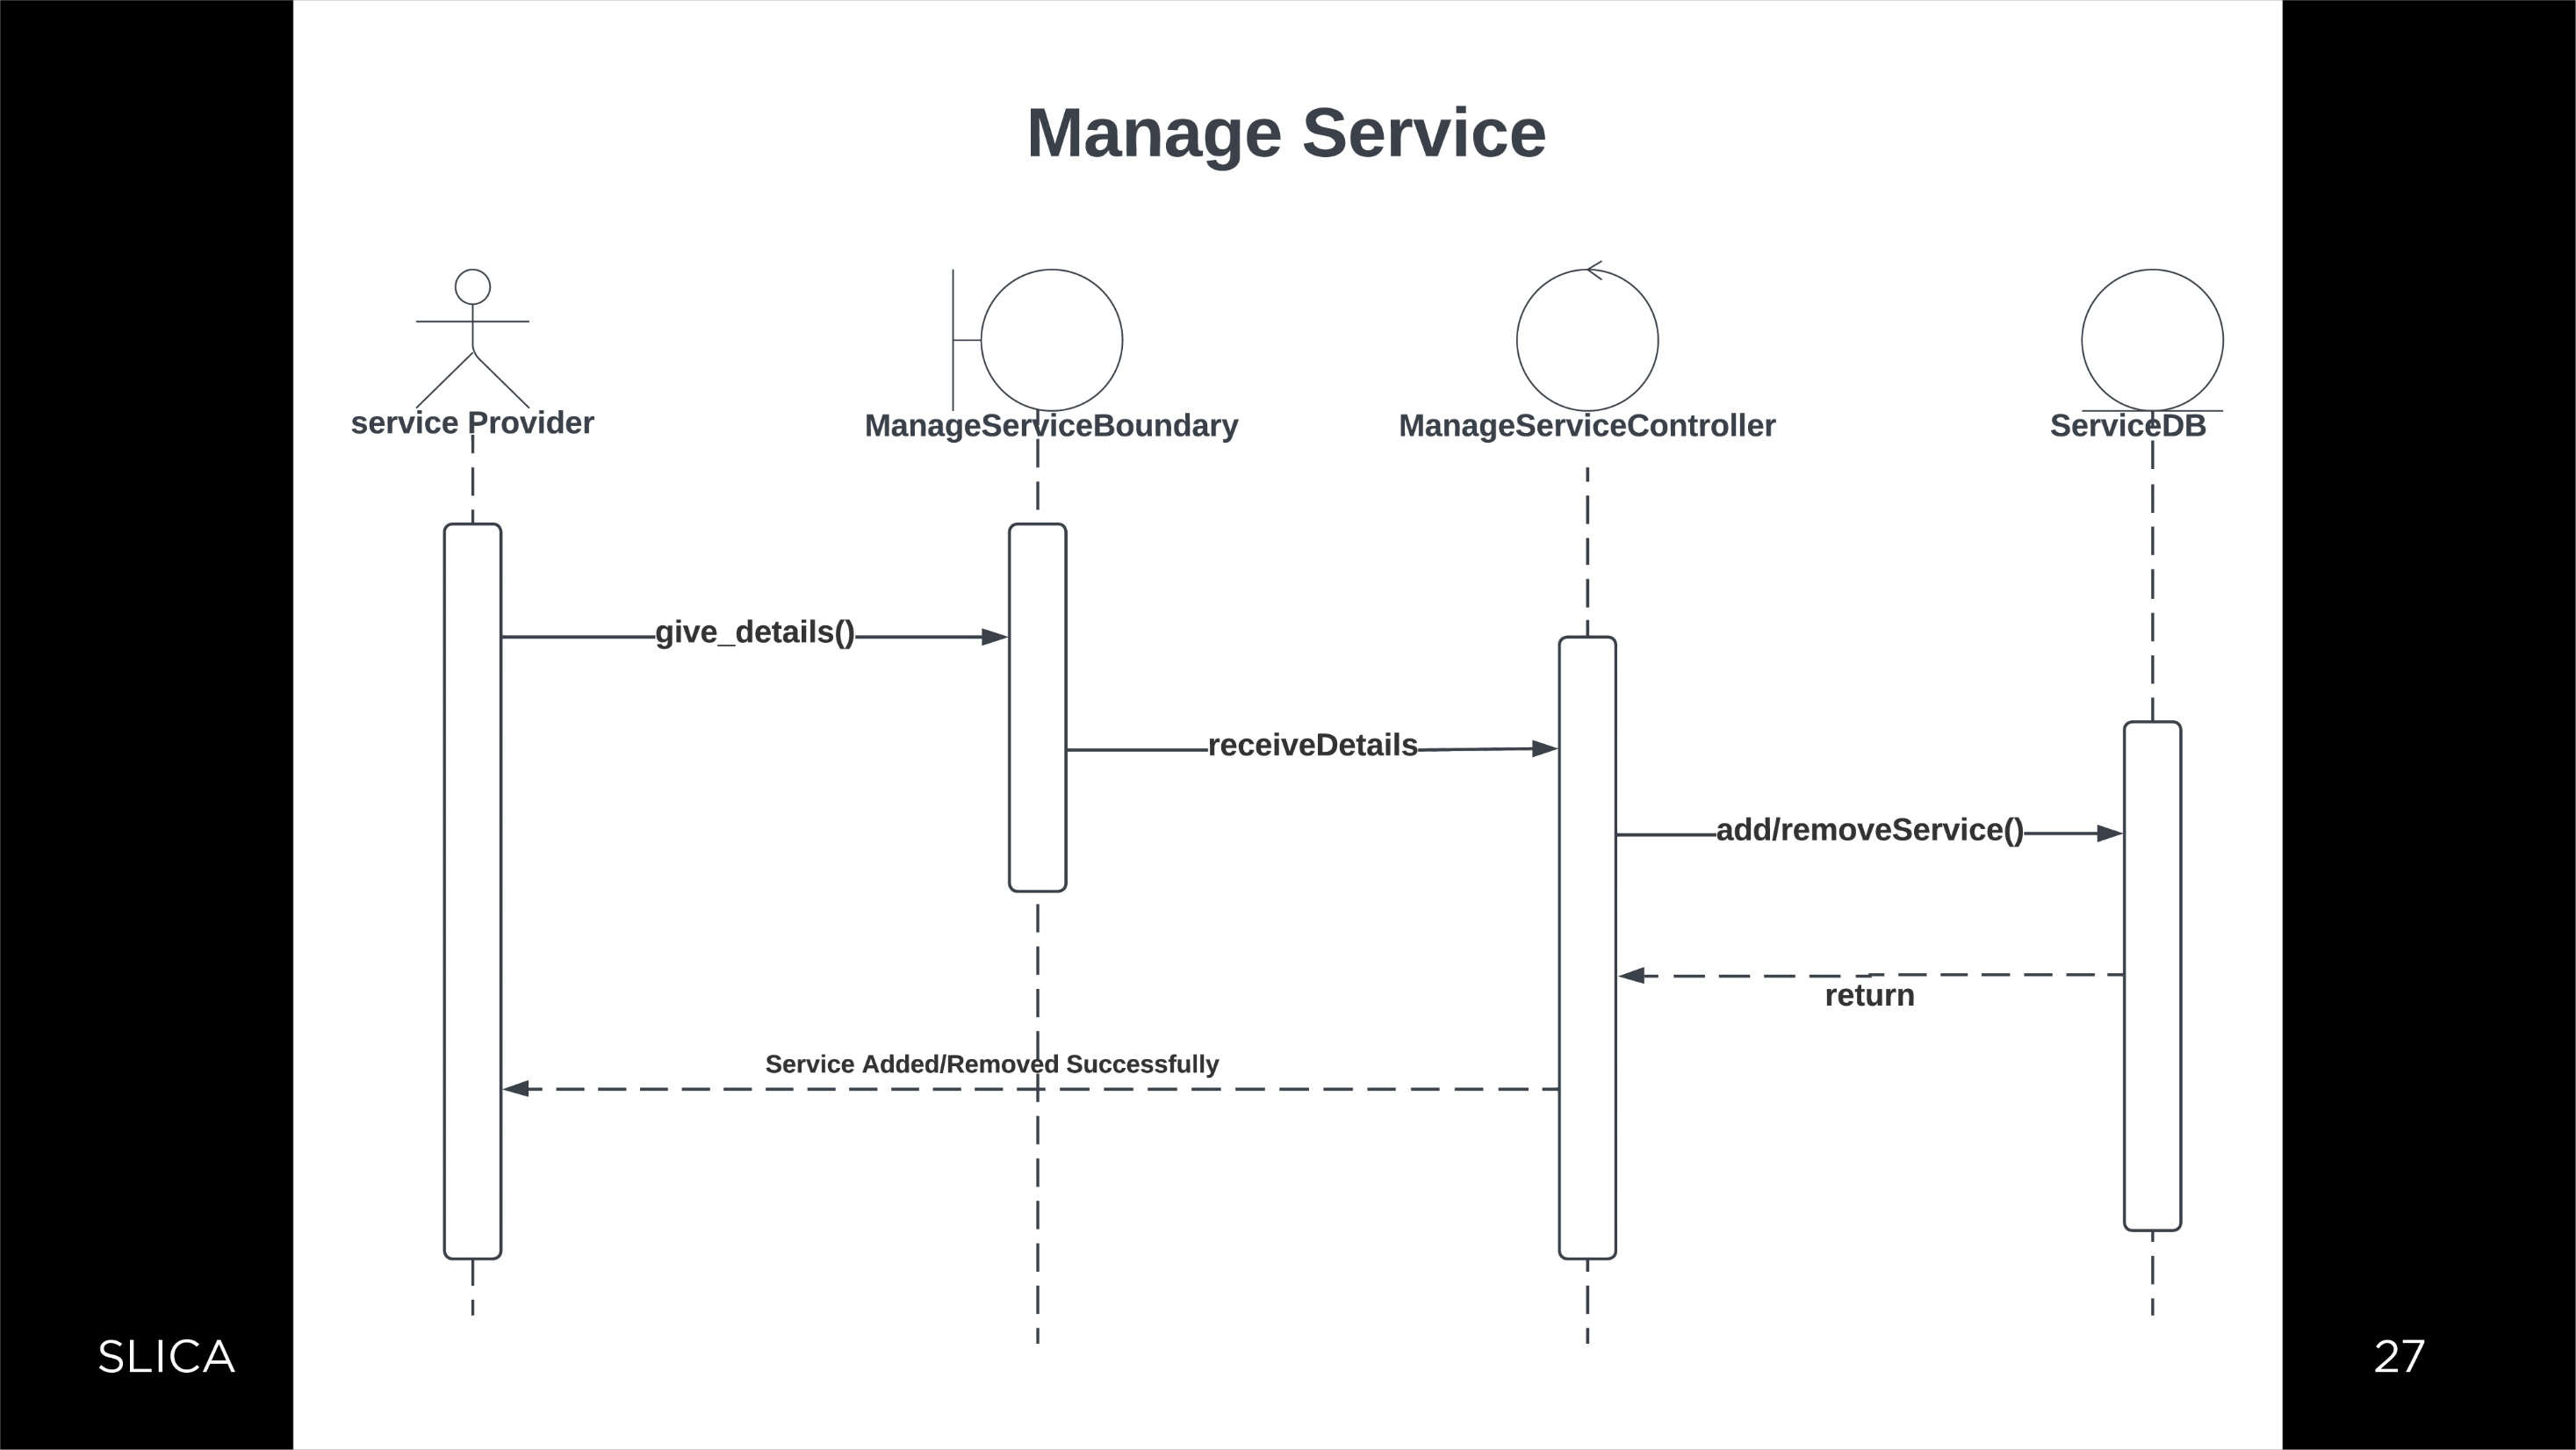 Manage Service
service Provider
ManageServiceBoundary
ManageServiceController
ServiceDB
give_details()
receiveDetails
add/removeService()
return
Service Added/Removed Successfully
SLICA
27